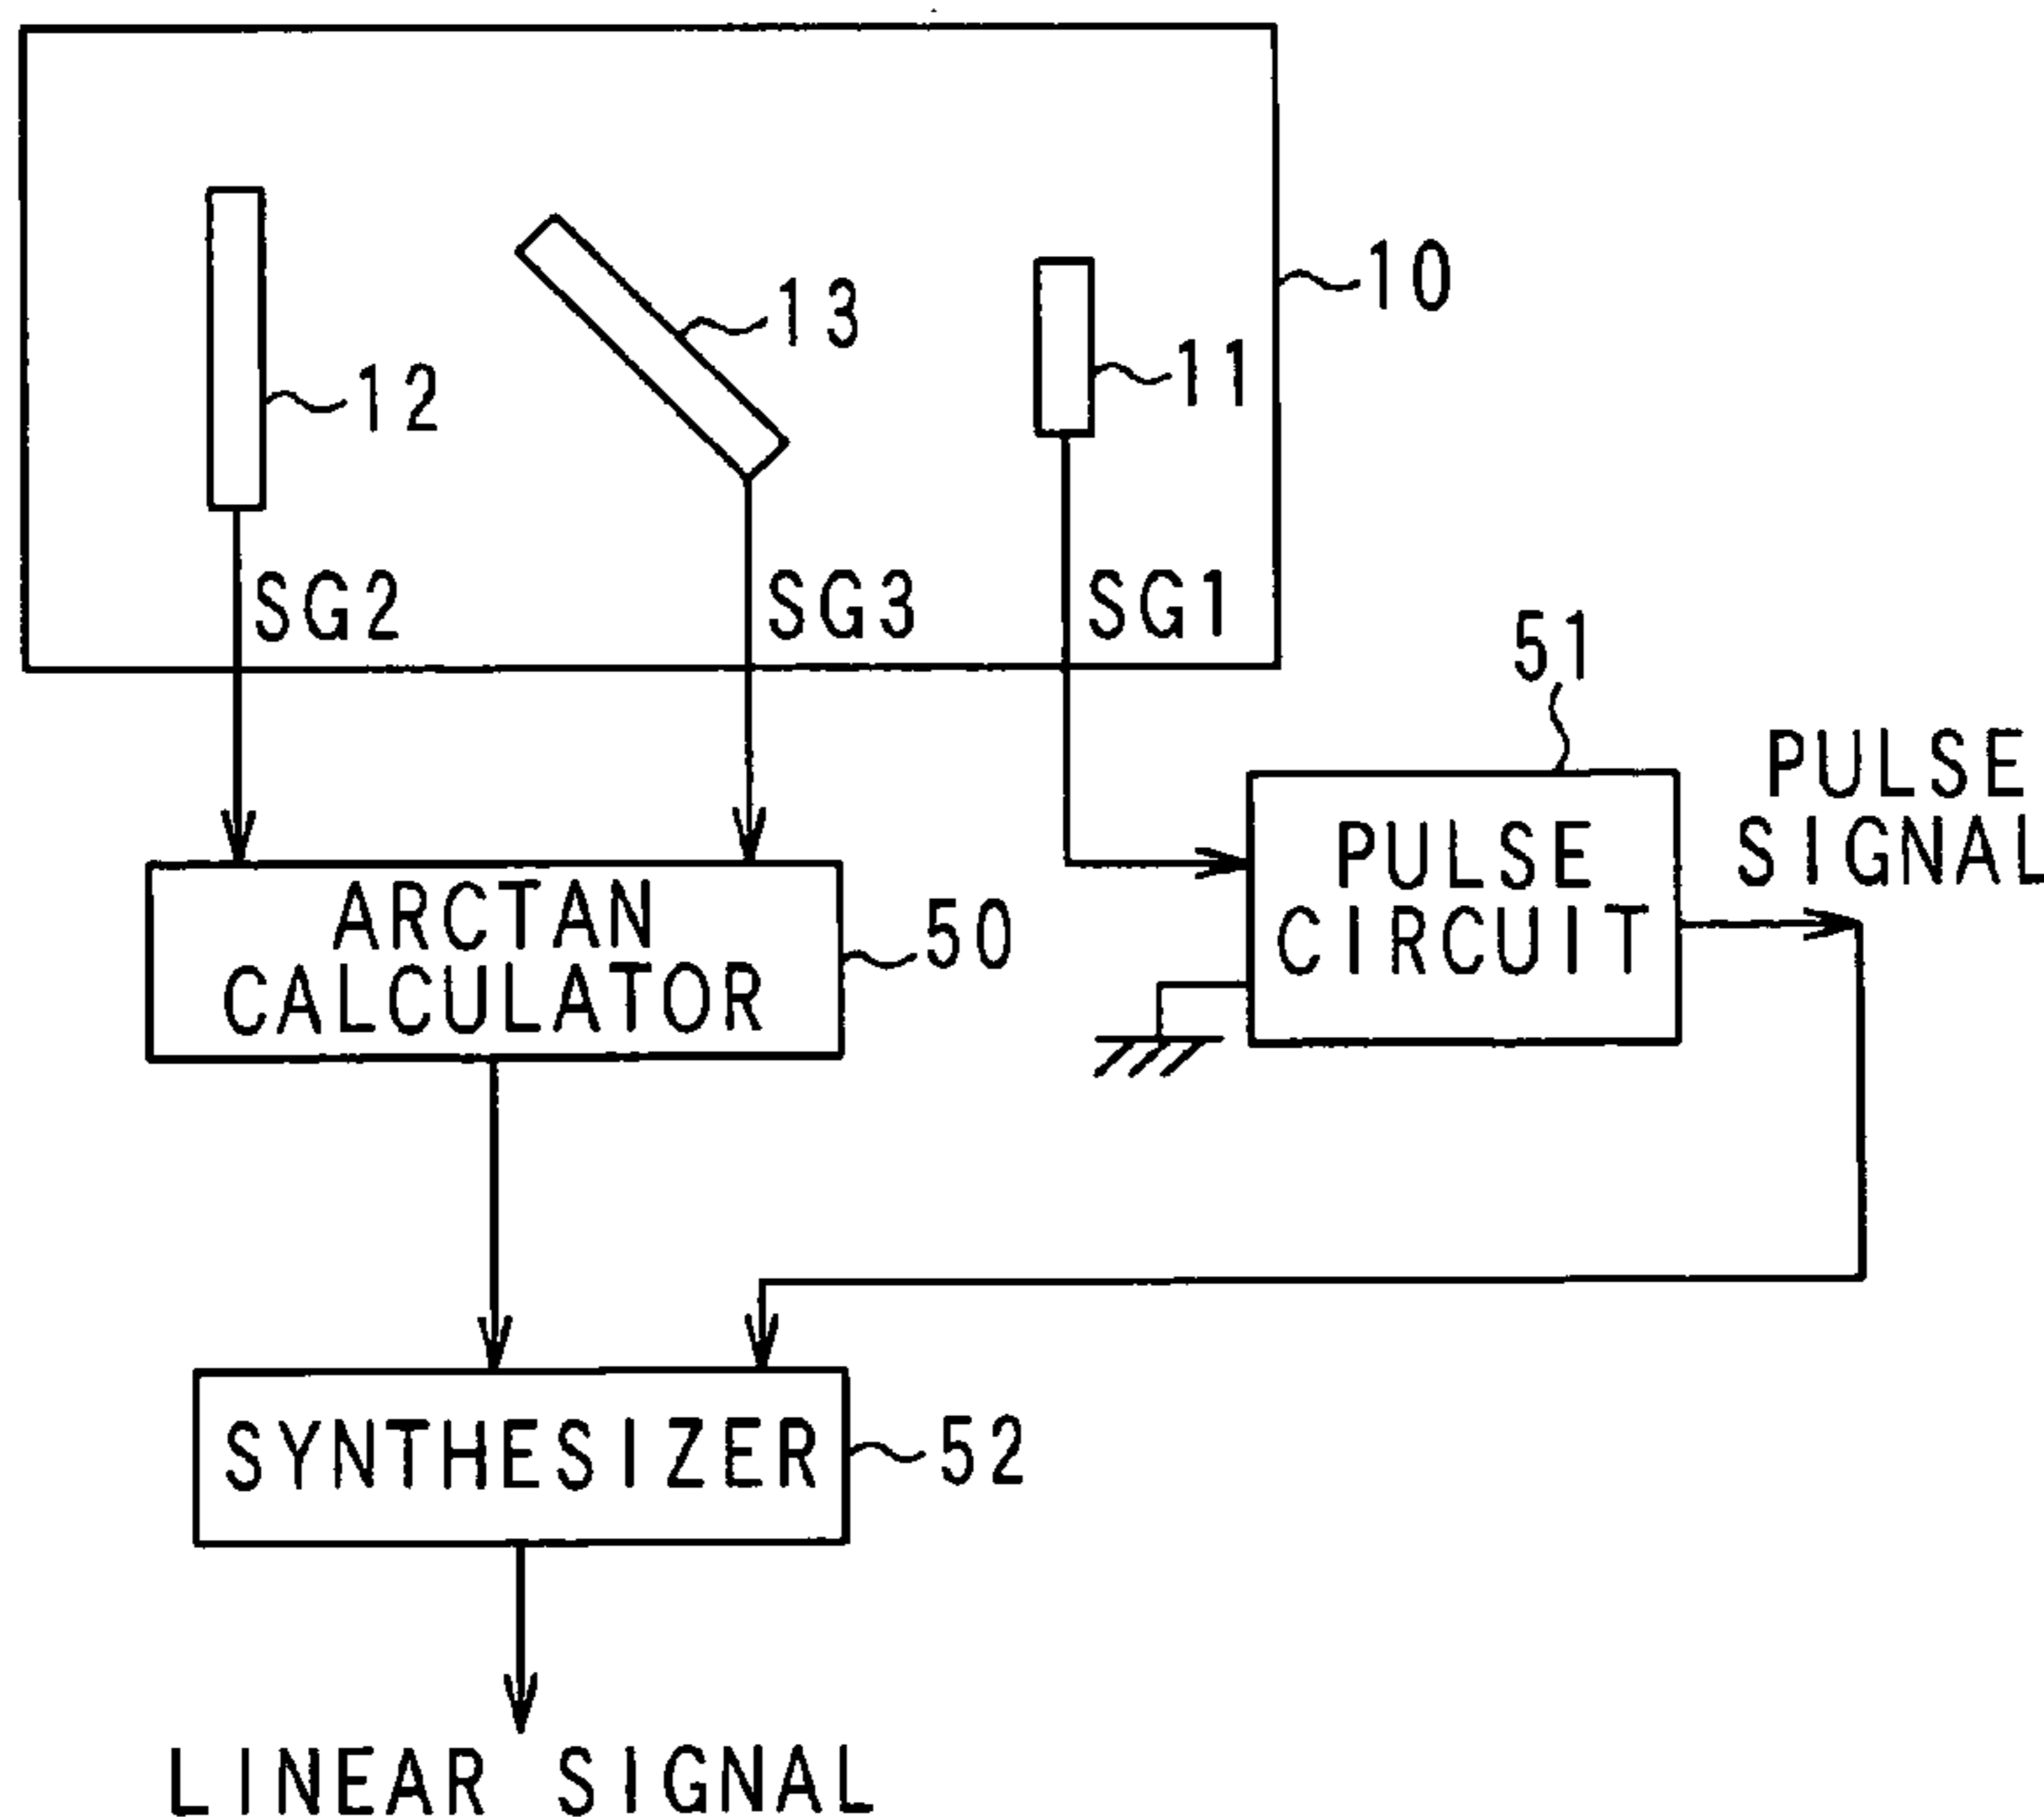 10
13
11
12
SG2
SG3
SG1
51
PULSE
SIGNAL
PULSE
CIRCUIT
ARCTAN
CALCULATOR
50
SYNTHESIZER
52
LINEAR SIGNAL